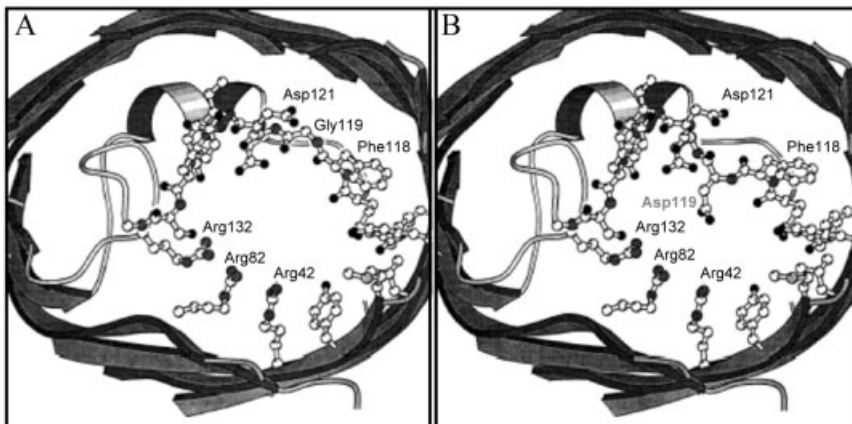 A
Asp121
Gly119
Phe118
Arg132
Arg82
Arg42
B
Asp121
Phe118
Asp119
Arg132
Arg82
Arg42